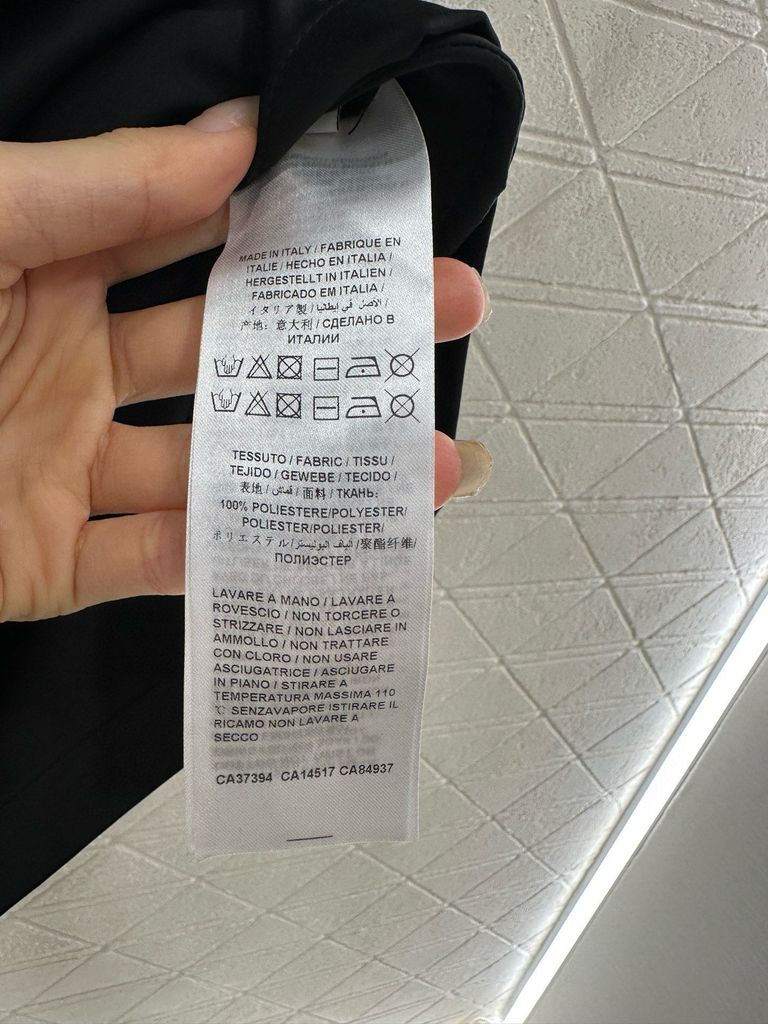 MADE IN ITALY / FABRIQUE EN
ITALIE / HECHO EN ITALIA /
HERGESTELLT IN ITALIEN /
FABRICADO EM ITALIA /
イタリア製 / الأصل في ايطاليا /
产地: 意大利 / СДЕЛАНО В
ИТАЛИИ
TESSUTO / FABRIC / TISSU /
TEJIDO / GEWEBE / TECIDO /
表地 / قماش / 面料 / ТКАНЬ:
100% POLIESTERE/POLYESTER/
POLIESTER/POLIESTER/
ポリエステル/ألياف البوليستر/聚酯纤维/
ПОЛИЭСТЕР
LAVARE A MANO / LAVARE A
ROVESCIO / NON TORCERE O
STRIZZARE / NON LASCIARE IN
AMMOLLO / NON TRATTARE
CON CLORO / NON USARE
ASCIUGATRICE / ASCIUGARE
IN PIANO / STIRARE A
TEMPERATURA MASSIMA 110
℃ SENZAVAPORE ISTIRARE IL
RICAMO NON LAVARE A
SECCO
CA37394 CA14517 CA84937